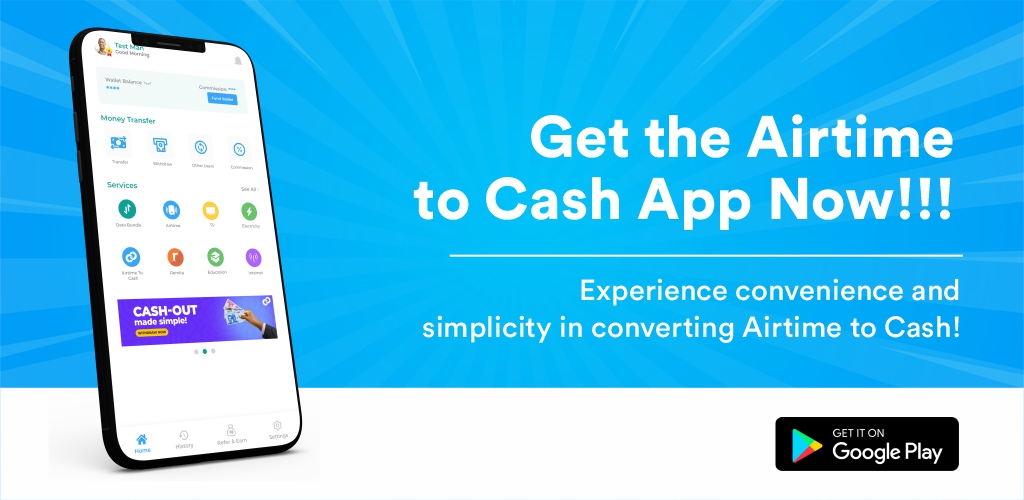 Test Man
Good Morning
Wallet Balance
****
Commission ****
Fund Wallet
Money Transfer
Transfer
Withdraw
Other Users
Commission
Services
See All
Data Bundle
Airtime
Tv
Electricity
Airtime To
Cash
Remita
Education
Internet
CASH-OUT
made simple!
WITHDRAW NOW
Home
History
Refer & Earn
Settings
Get the Airtime
to Cash App Now!!!
Experience convenience and
simplicity in converting Airtime to Cash!
GET IT ON
Google Play